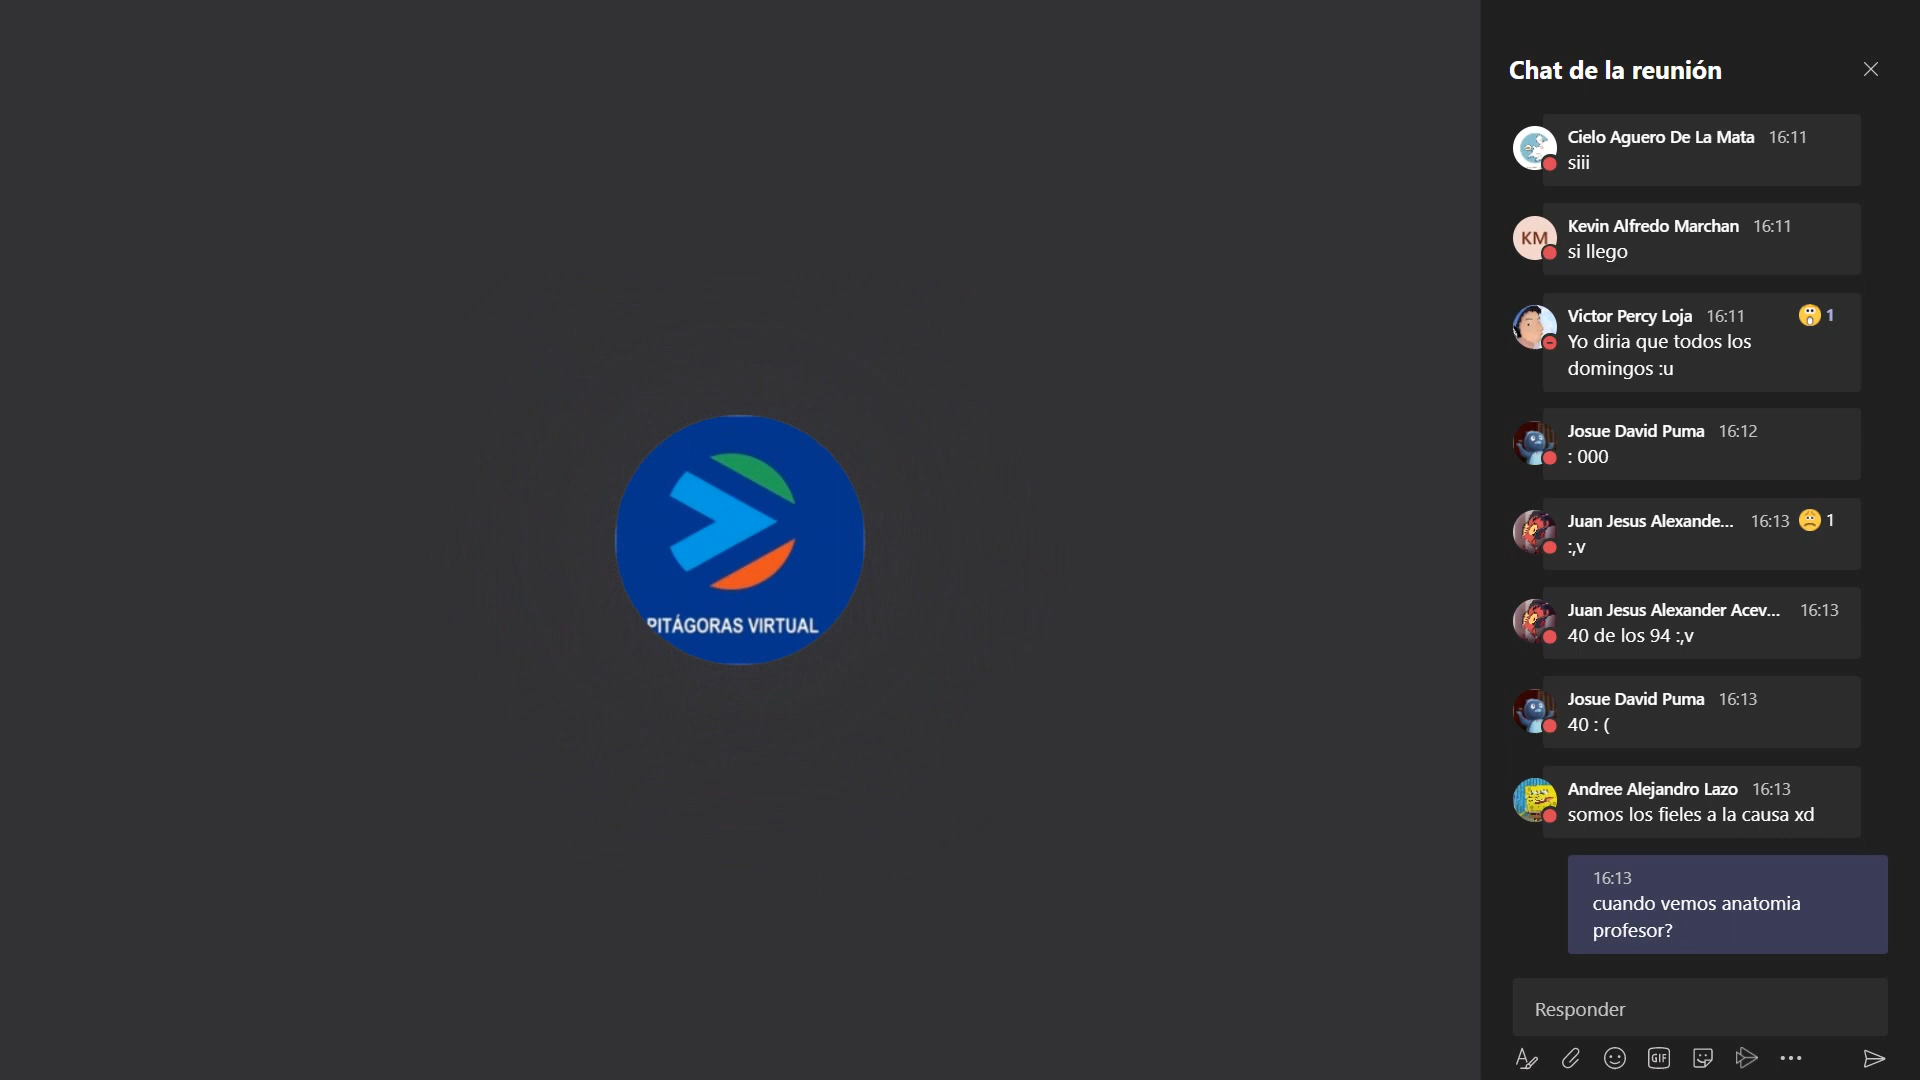 Chat de la reunión
Cielo Aguero De La Mata 16:11
siii
KM
Kevin Alfredo Marchan 16:11
si llego
Victor Percy Loja 16:11 1
Yo diria que todos los
domingos :u
Josue David Puma 16:12
: 000
Juan Jesus Alexande... 16:13 1
:,v
Juan Jesus Alexander Acev... 16:13
40 de los 94 :,v
Josue David Puma 16:13
40 : (
Andree Alejandro Lazo 16:13
somos los fieles a la causa xd
16:13
cuando vemos anatomia
profesor?
Responder
GIF
PITÁGORAS VIRTUAL